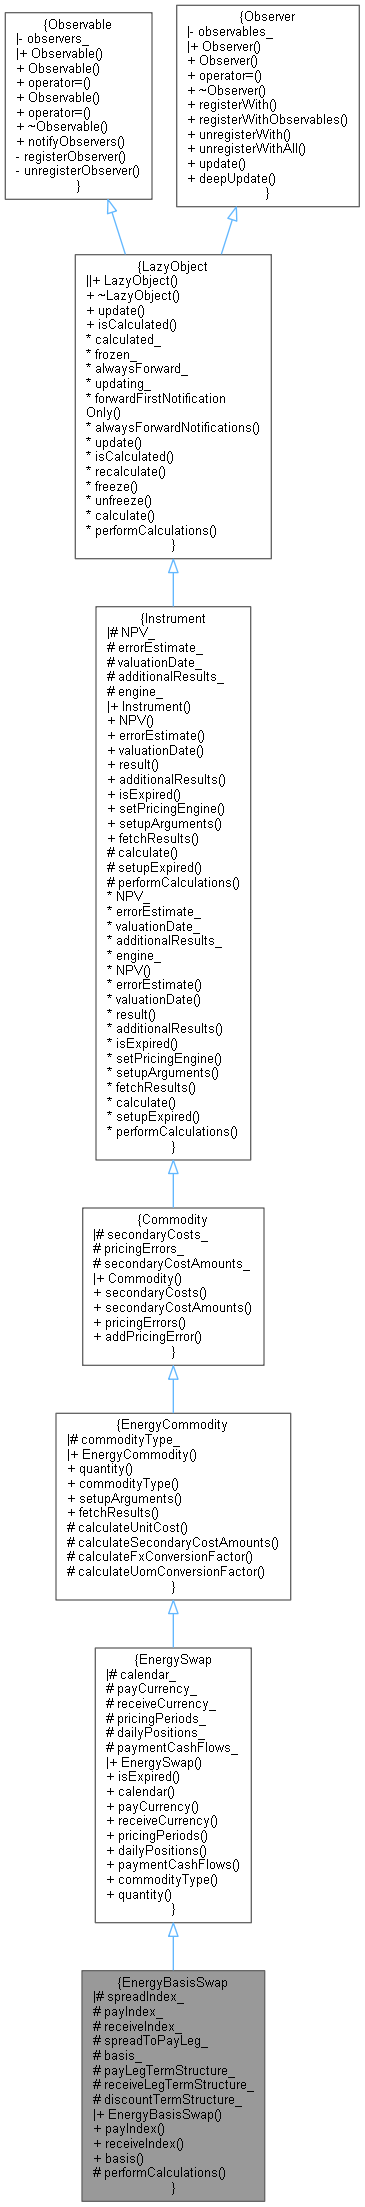 {Observable
|- observers_
|+ Observable()
+ Observable()
+ operator=()
+ Observable()
+ operator=()
+ ~Observable()
+ notifyObservers()
- registerObserver()
- unregisterObserver()
}
{Observer
|- observables_
|+ Observer()
+ Observer()
+ operator=()
+ ~Observer()
+ registerWith()
+ registerWithObservables()
+ unregisterWith()
+ unregisterWithAll()
+ update()
+ deepUpdate()
}
{LazyObject
||+ LazyObject()
+ ~LazyObject()
+ update()
+ isCalculated()
* calculated_
* frozen_
* alwaysForward_
* updating_
* forwardFirstNotification
Only()
* alwaysForwardNotifications()
* update()
* isCalculated()
* recalculate()
* freeze()
* unfreeze()
* calculate()
* performCalculations()
}
{Instrument
|# NPV_
# errorEstimate_
# valuationDate_
# additionalResults_
# engine_
|+ Instrument()
+ NPV()
+ errorEstimate()
+ valuationDate()
+ result()
+ additionalResults()
+ isExpired()
+ setPricingEngine()
+ setupArguments()
+ fetchResults()
# calculate()
# setupExpired()
# performCalculations()
* NPV_
* errorEstimate_
* valuationDate_
* additionalResults_
* engine_
* NPV()
* errorEstimate()
* valuationDate()
* result()
* additionalResults()
* isExpired()
* setPricingEngine()
* setupArguments()
* fetchResults()
* calculate()
* setupExpired()
* performCalculations()
}
{Commodity
|# secondaryCosts_
# pricingErrors_
# secondaryCostAmounts_
|+ Commodity()
+ secondaryCosts()
+ secondaryCostAmounts()
+ pricingErrors()
+ addPricingError()
}
{EnergyCommodity
|# commodityType_
|+ EnergyCommodity()
+ quantity()
+ commodityType()
+ setupArguments()
+ fetchResults()
# calculateUnitCost()
# calculateSecondaryCostAmounts()
# calculateFxConversionFactor()
# calculateUomConversionFactor()
}
{EnergySwap
|# calendar_
# payCurrency_
# receiveCurrency_
# pricingPeriods_
# dailyPositions_
# paymentCashFlows_
|+ EnergySwap()
+ isExpired()
+ calendar()
+ payCurrency()
+ receiveCurrency()
+ pricingPeriods()
+ dailyPositions()
+ paymentCashFlows()
+ commodityType()
+ quantity()
}
{EnergyBasisSwap
|# spreadIndex_
# payIndex_
# receiveIndex_
# spreadToPayLeg_
# basis_
# payLegTermStructure_
# receiveLegTermStructure_
# discountTermStructure_
|+ EnergyBasisSwap()
+ payIndex()
+ receiveIndex()
+ basis()
# performCalculations()
}